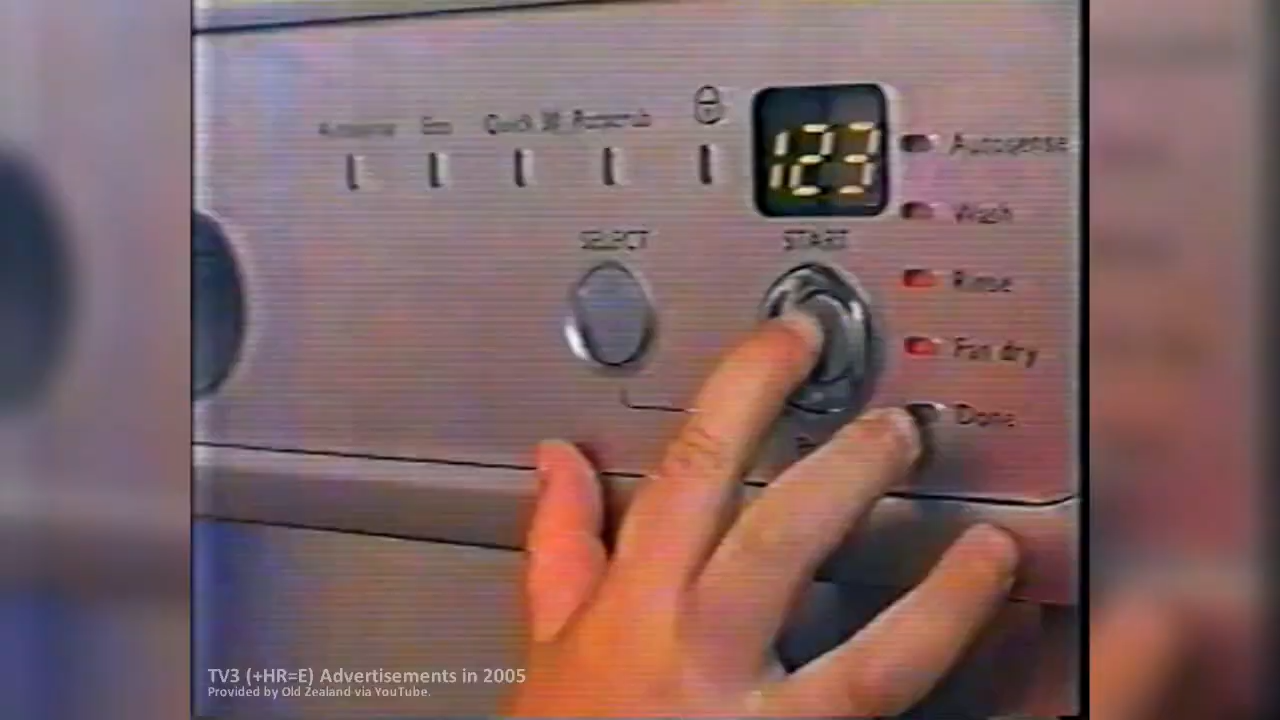 Eco Quick 30
123
Autosense
Wash
SELECT START
Rinse
Fan dry
Done
TV3 (+HR=E) Advertisements in 2005
Provided by Old Zealand via YouTube.